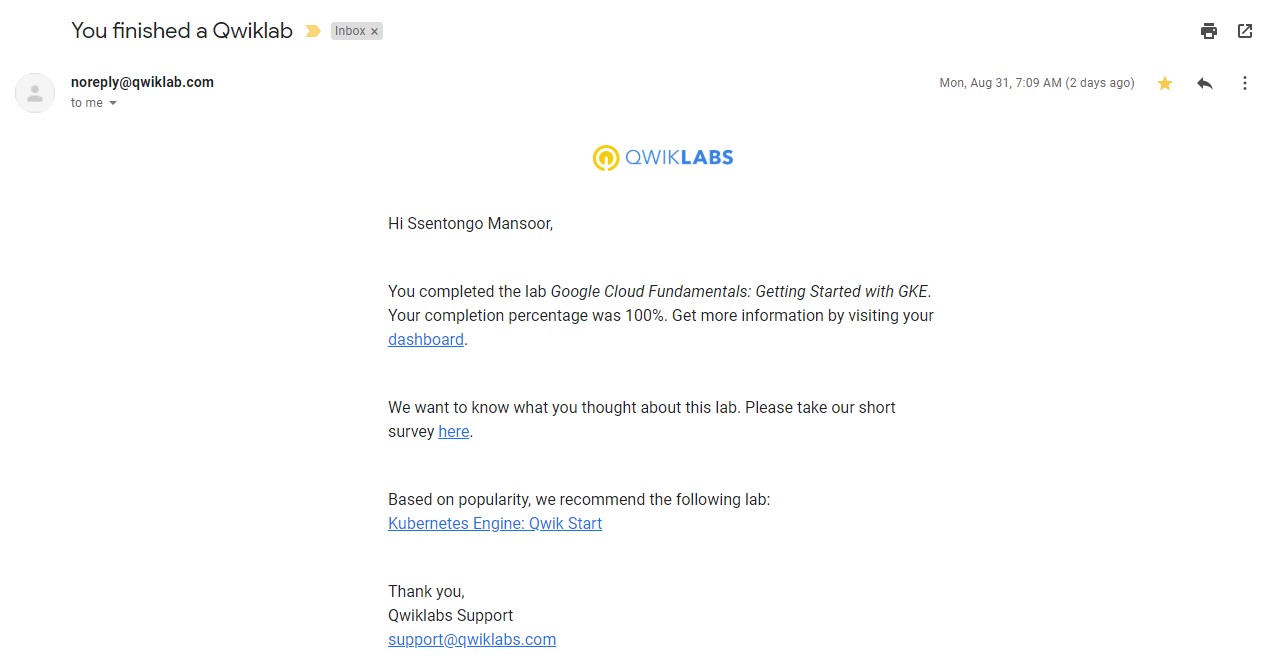 You finished a Qwiklab
Inbox ×
noreply@qwiklab.com
Mon, Aug 31, 7:09 AM (2 days ago)
to me
QWIKLABS
Hi Ssentongo Mansoor,
You completed the lab Google Cloud Fundamentals: Getting Started with GKE.
Your completion percentage was 100%. Get more information by visiting your
dashboard.
We want to know what you thought about this lab. Please take our short
survey here.
Based on popularity, we recommend the following lab:
Kubernetes Engine: Qwik Start
Thank you,
Qwiklabs Support
support@qwiklabs.com